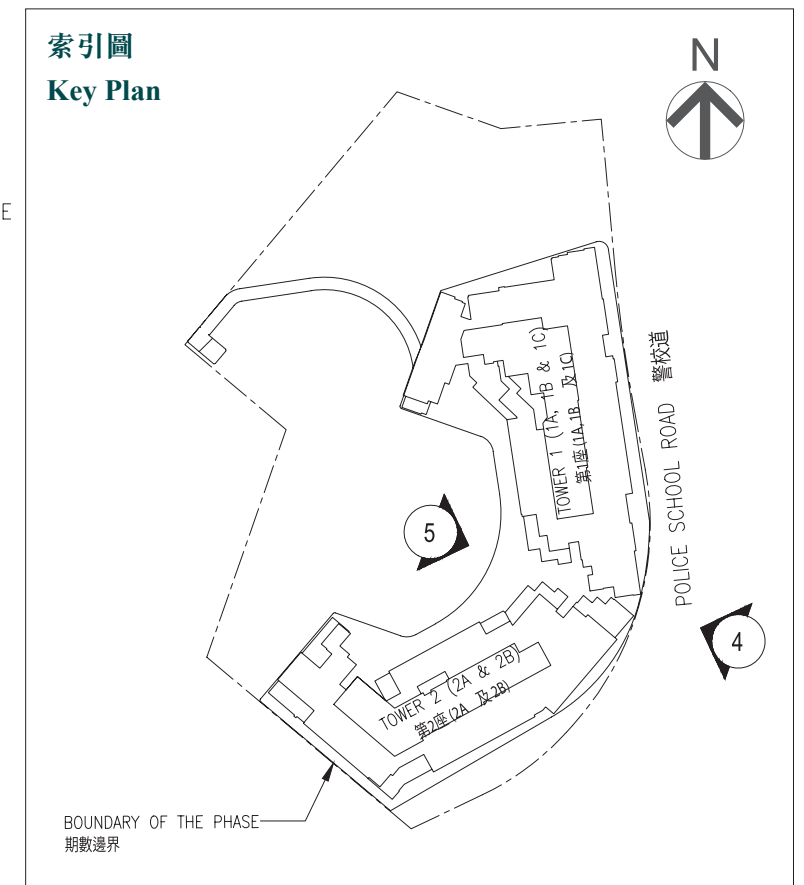 索引圖
Key Plan
N
E
TOWER 1 (1A, 1B & 1C)
第1座(1A,1B 及1C)
POLICE SCHOOL ROAD 警校道
5
4
TOWER 2 (2A & 2B)
第2座(2A 及2B)
BOUNDARY OF THE PHASE
期數邊界